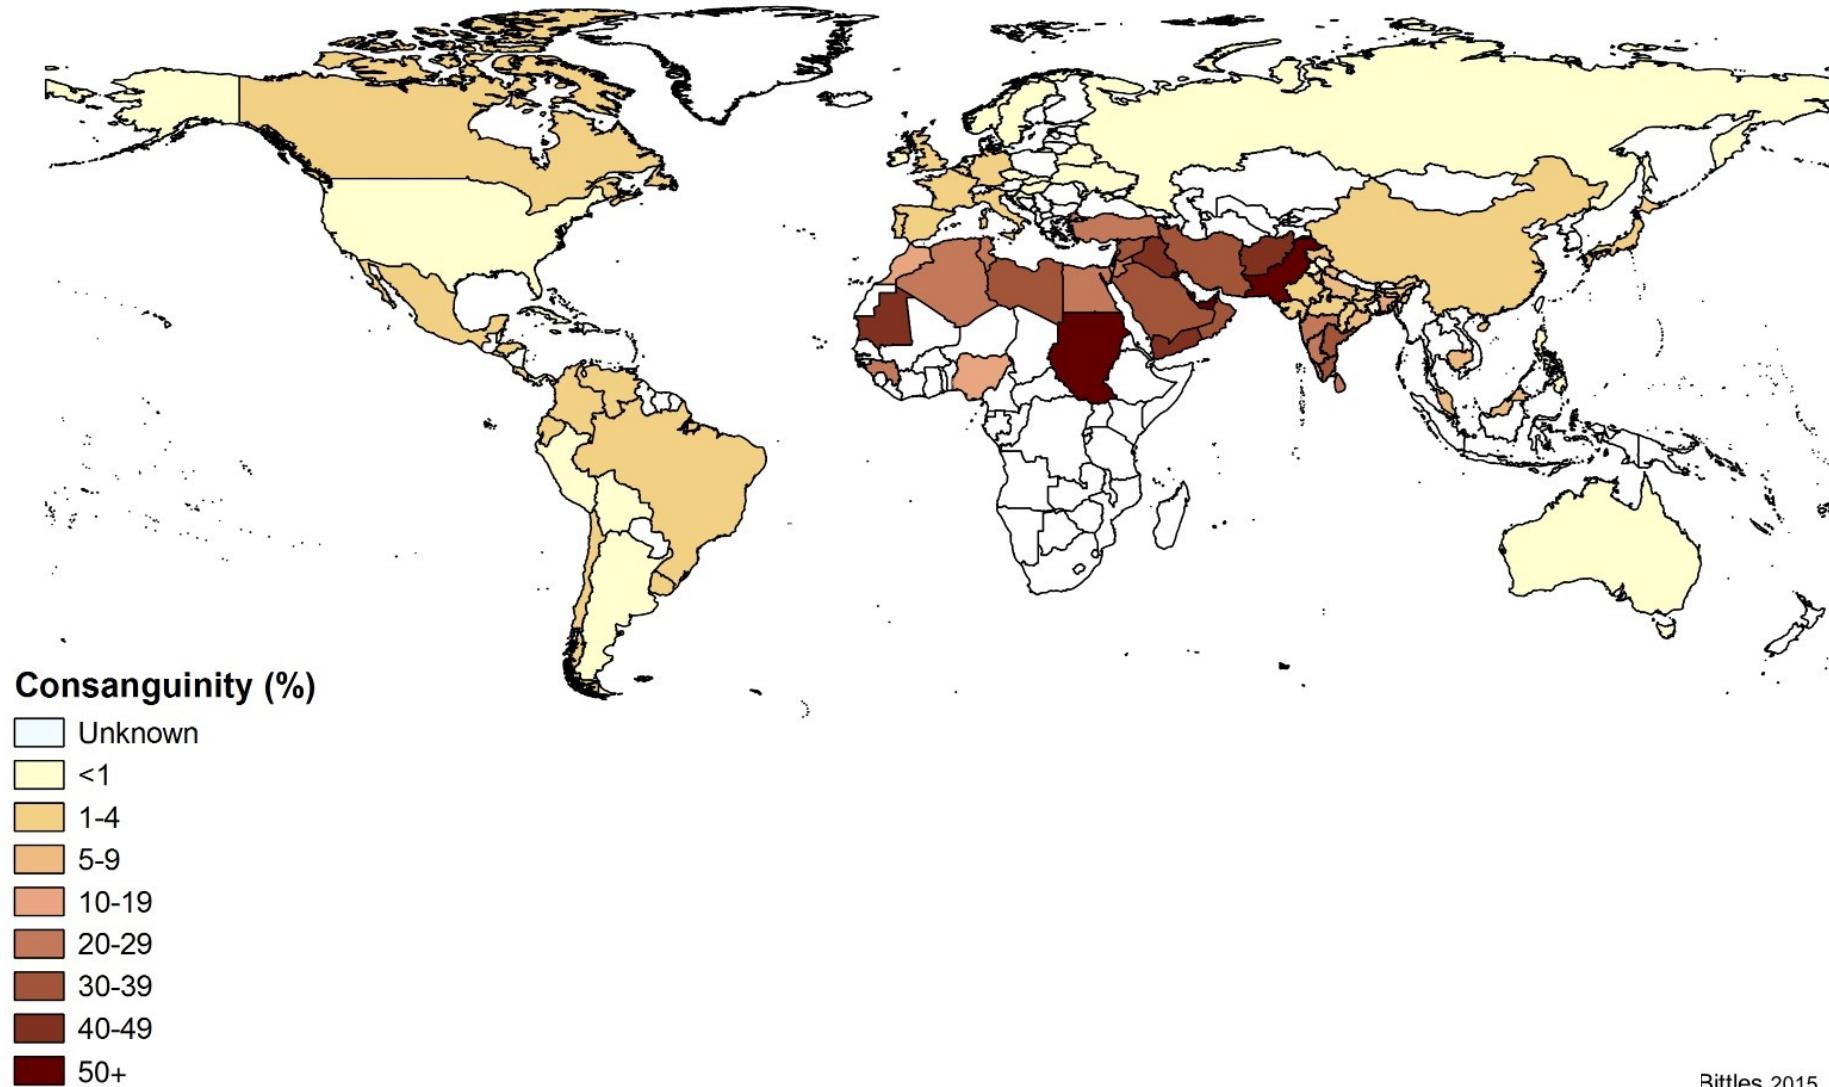 Consanguinity (%)
Unknown
<1
1-4
5-9
10-19
20-29
30-39
40-49
50+
Bittles 2015